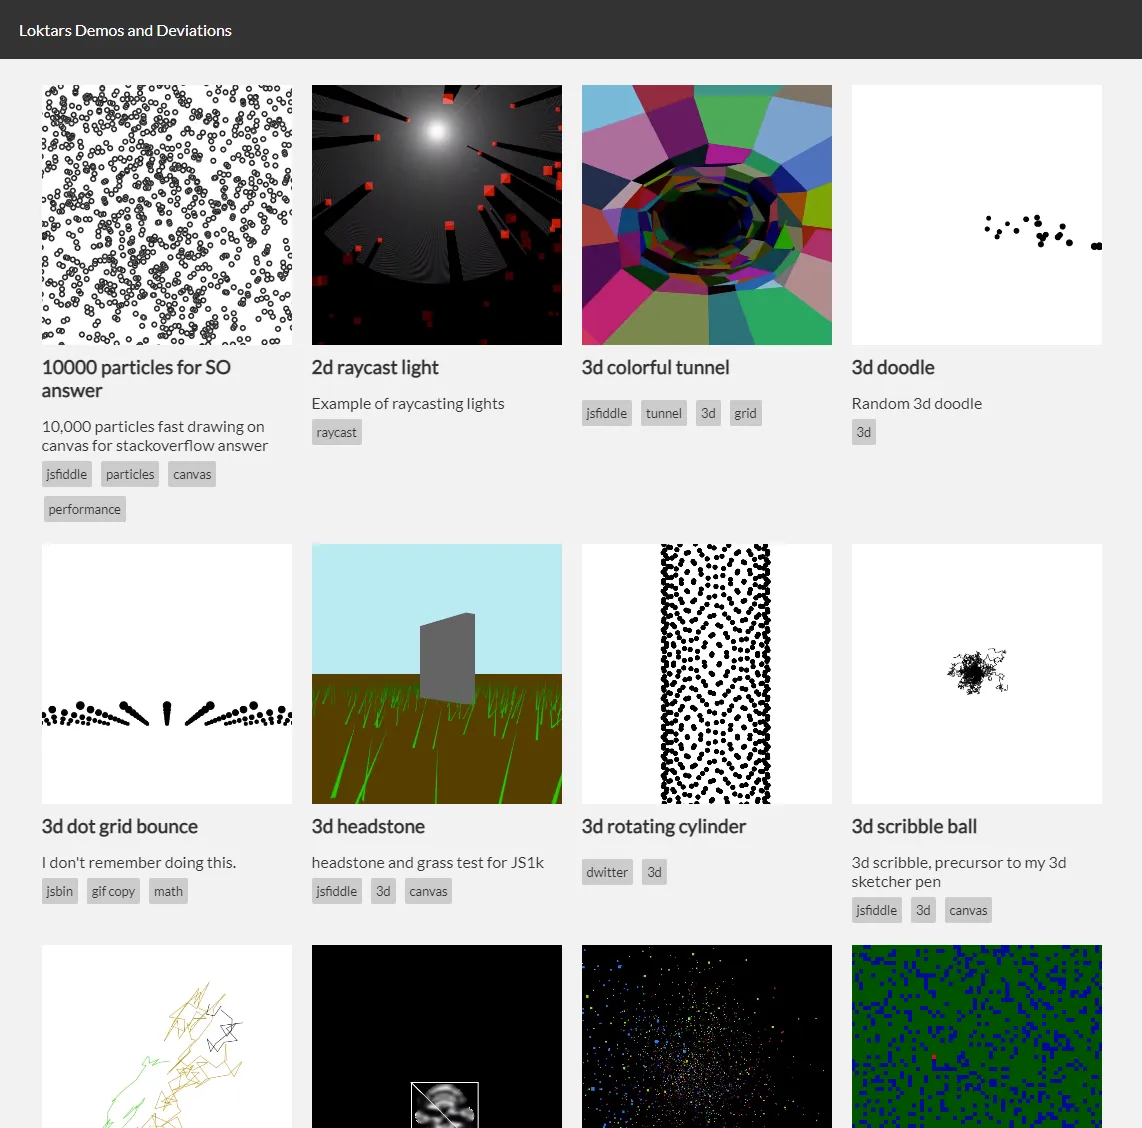 Loktars Demos and Deviations
10000 particles for SO
answer
10,000 particles fast drawing on
canvas for stackoverflow answer
jsfiddle particles canvas
performance
2d raycast light
Example of raycasting lights
raycast
3d colorful tunnel
jsfiddle tunnel 3d grid
3d doodle
Random 3d doodle
3d
3d dot grid bounce
I don't remember doing this.
jsbin gif copy math
3d headstone
headstone and grass test for JS1k
jsfiddle 3d canvas
3d rotating cylinder
dwitter 3d
3d scribble ball
3d scribble, precursor to my 3d
sketcher pen
jsfiddle 3d canvas